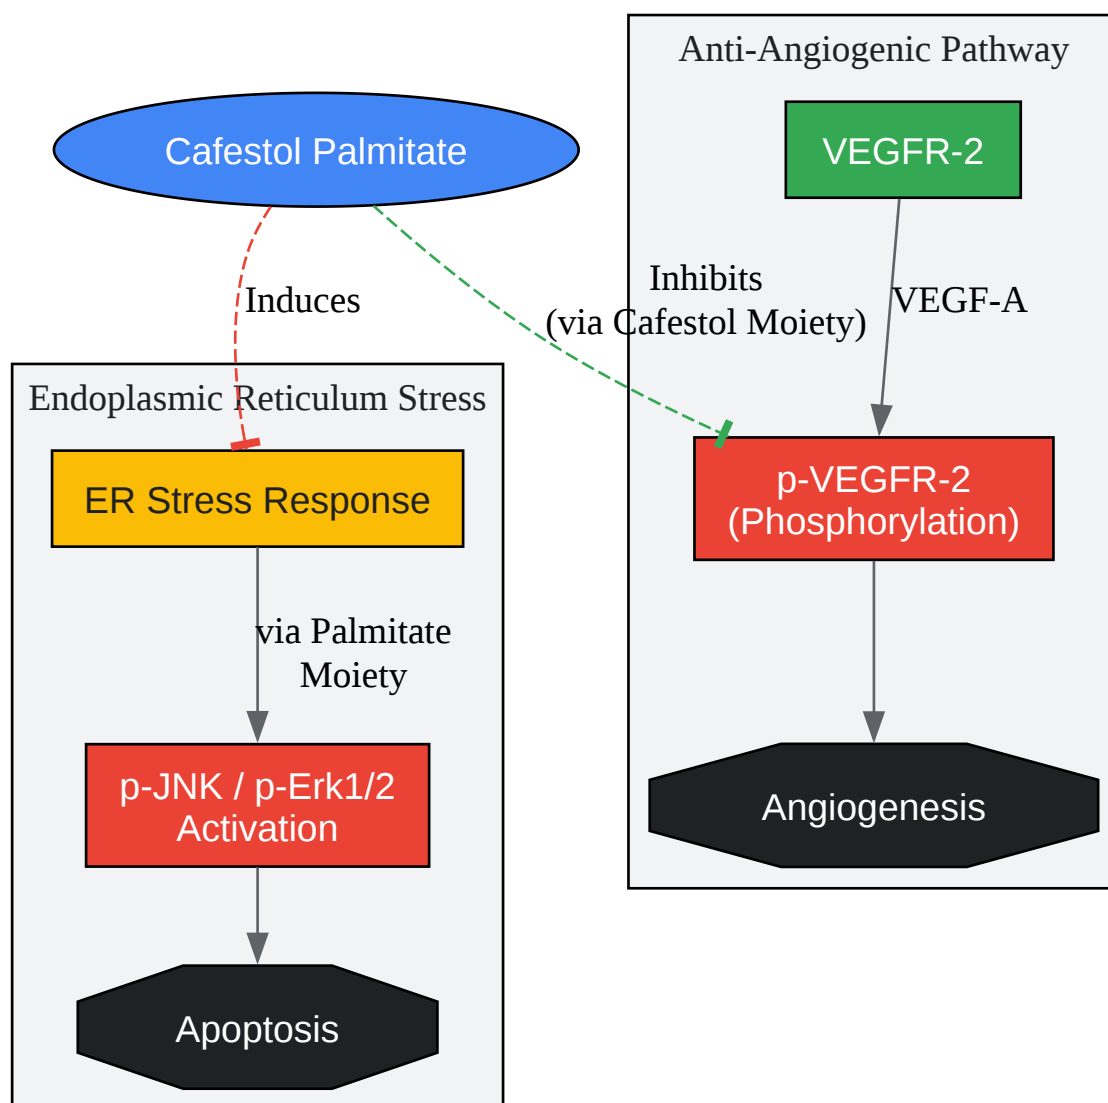 Anti-Angiogenic Pathway
Cafestol Palmitate
VEGFR-2
Inhibits
(via Cafestol Moiety)
Induces
VEGF-A
Endoplasmic Reticulum Stress
ER Stress Response
p-VEGFR-2
(Phosphorylation)
via Palmitate
Moiety
p-JNK / p-Erk1/2
Activation
Angiogenesis
Apoptosis